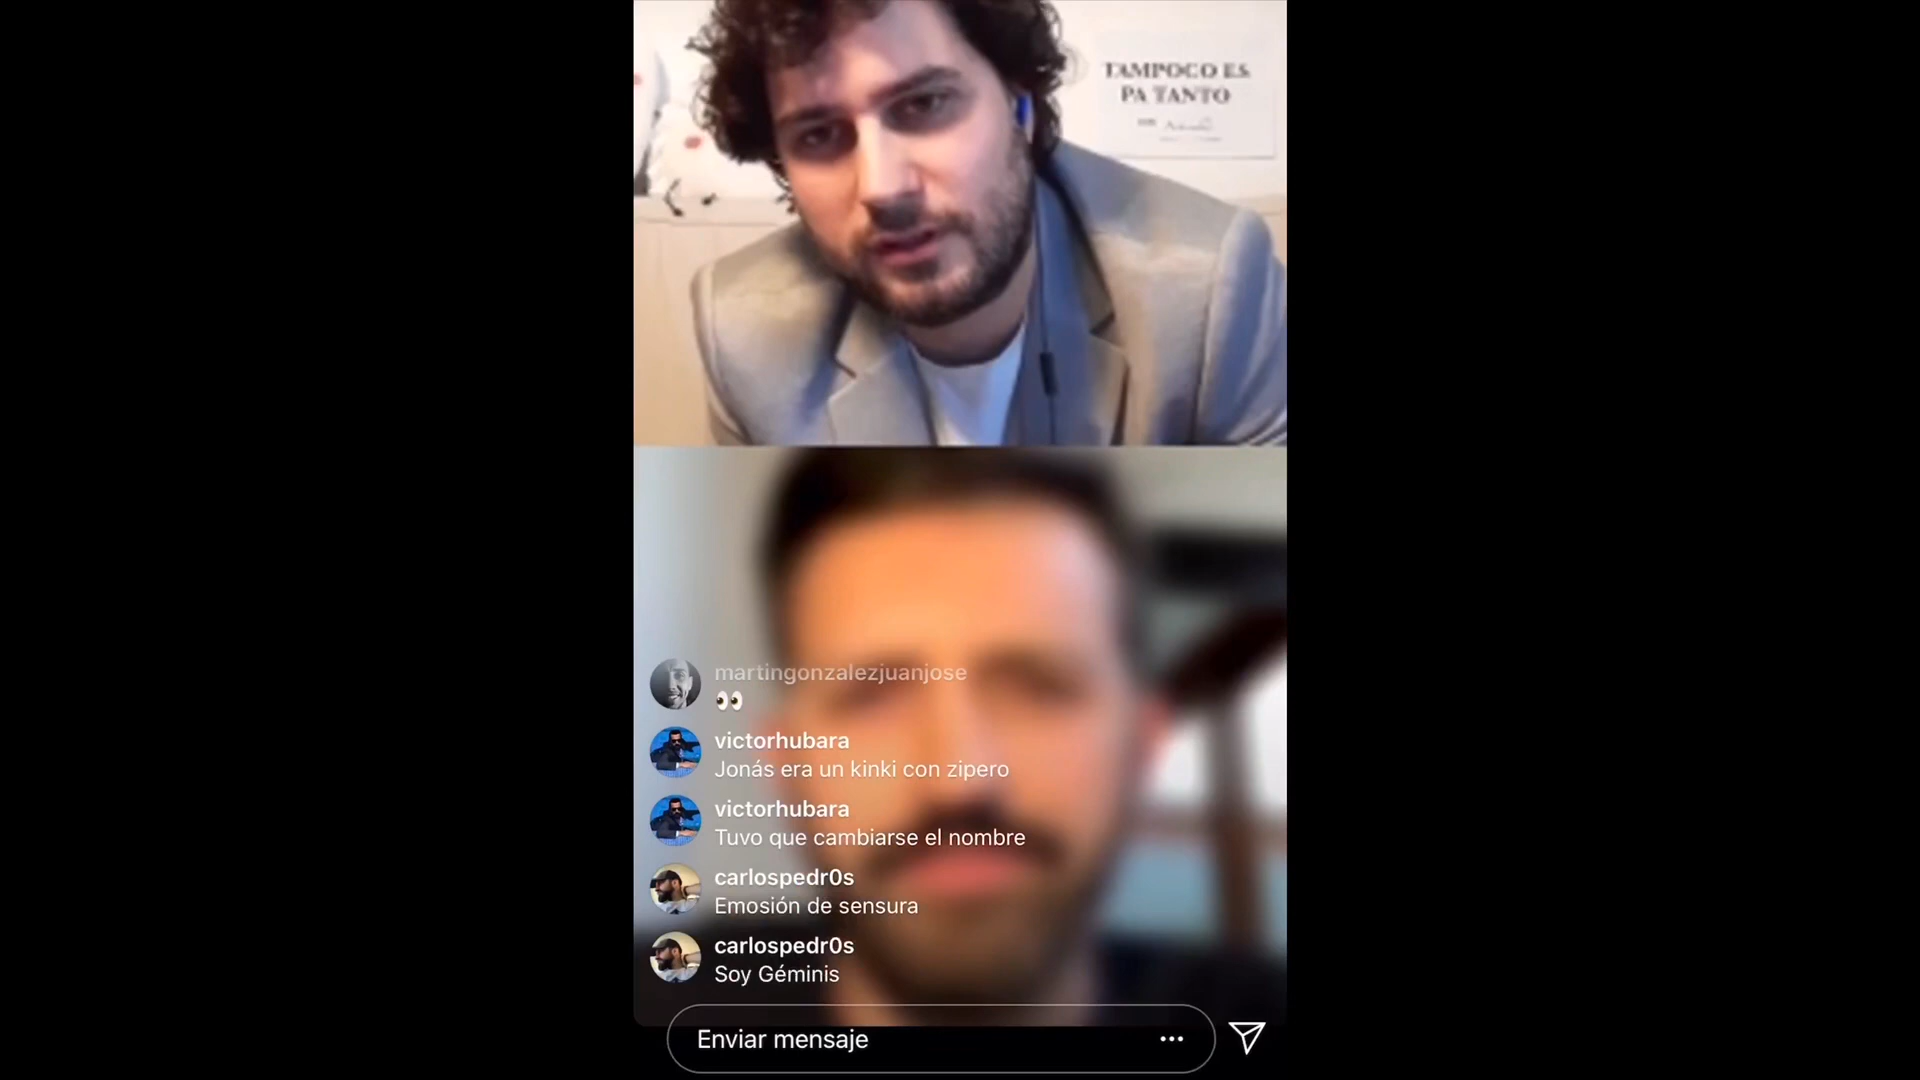 TAMPOCO ES
PA TANTO
martingonzalezjuanjose
👀
victorhubara
Jonás era un kinki con zipero
victorhubara
Tuvo que cambiarse el nombre
carlospedr0s
Emosión de sensura
carlospedr0s
Soy Géminis
Enviar mensaje